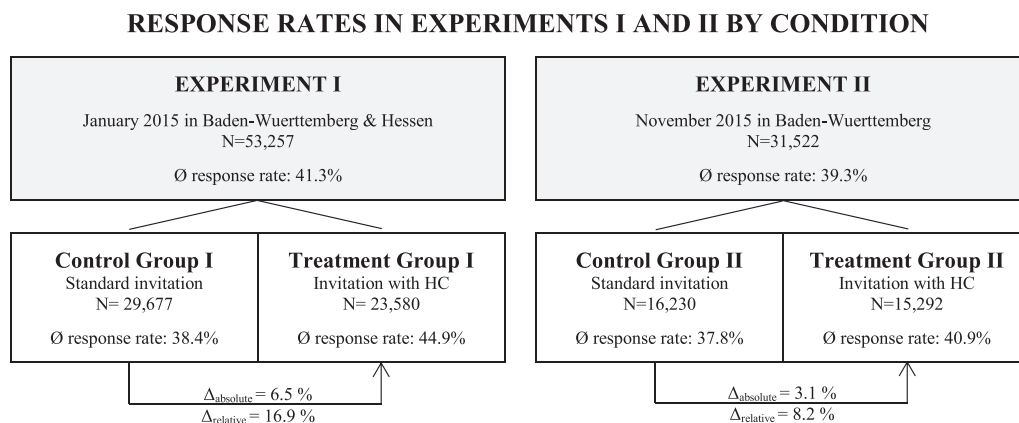 RESPONSE RATES IN EXPERIMENTS I AND II BY CONDITION
EXPERIMENT I
January 2015 in Baden-Wuerttemberg & Hessen
N=53,257
Ø response rate: 41.3%
Control Group I
Standard invitation
N= 29,677
Ø response rate: 38.4%
Treatment Group I
Invitation with HC
N = 23,580
Ø response rate: 44.9%
Δabsolute = 6.5 %
Δrelative = 16.9 %
EXPERIMENT II
November 2015 in Baden-Wuerttemberg
N=31,522
Ø response rate: 39.3%
Control Group II
Standard invitation
N=16,230
Ø response rate: 37.8%
Treatment Group II
Invitation with HC
N=15,292
Ø response rate: 40.9%
Δabsolute = 3.1 %
Δrelative = 8.2 %